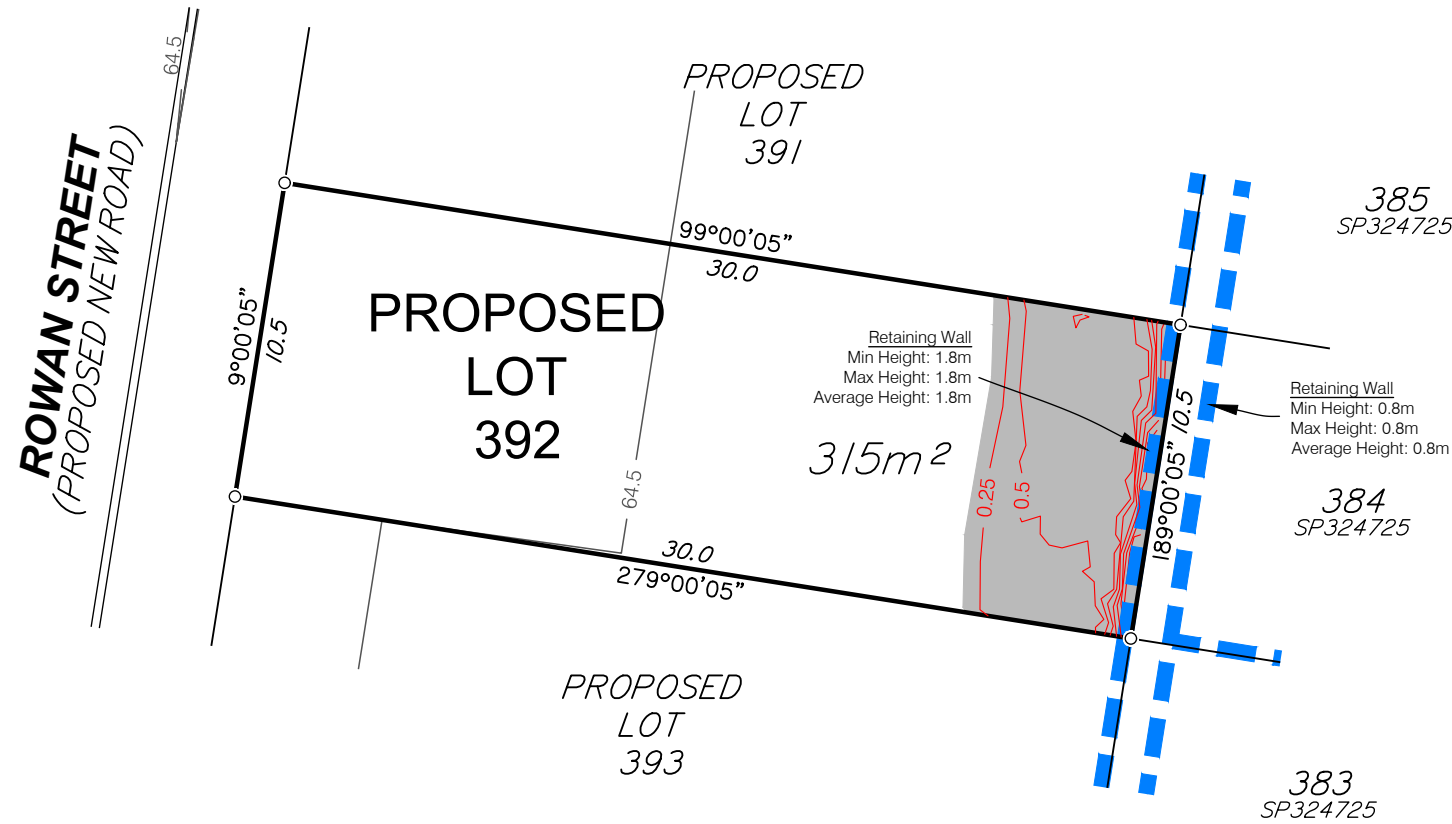 64.5
ROWAN STREET
(PROPOSED NEW ROAD)
PROPOSED
LOT
391
385
SP324725
99°00'05"
30.0
9°00'05"
10.5
PROPOSED
LOT
392
Retaining Wall
Min Height: 1.8m
Max Height: 1.8m
Average Height: 1.8m
315m²
64.5
0.25
0.5
189°00'05"
10.5
Retaining Wall
Min Height: 0.8m
Max Height: 0.8m
Average Height: 0.8m
384
SP324725
30.0
279°00'05"
PROPOSED
LOT
393
383
SP324725